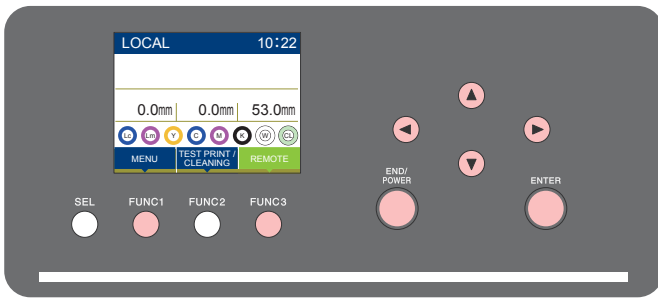 LOCAL 10:22
0.0mm 0.0mm 53.0mm
Lc Lm Y C M K W CL
MENU TEST PRINT / CLEANING REMOTE
END/
POWER
ENTER
SEL FUNC1 FUNC2 FUNC3